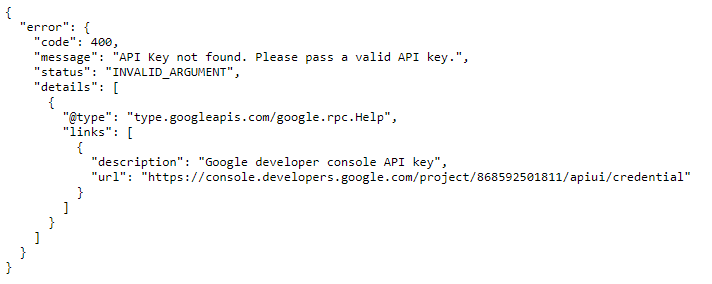 {
  "error": {
    "code": 400,
    "message": "API Key not found. Please pass a valid API key.",
    "status": "INVALID_ARGUMENT",
    "details": [
      {
        "@type": "type.googleapis.com/google.rpc.Help",
        "links": [
          {
            "description": "Google developer console API key",
            "url": "https://console.developers.google.com/project/868592501811/apiui/credential"
          }
        ]
      }
    ]
  }
}